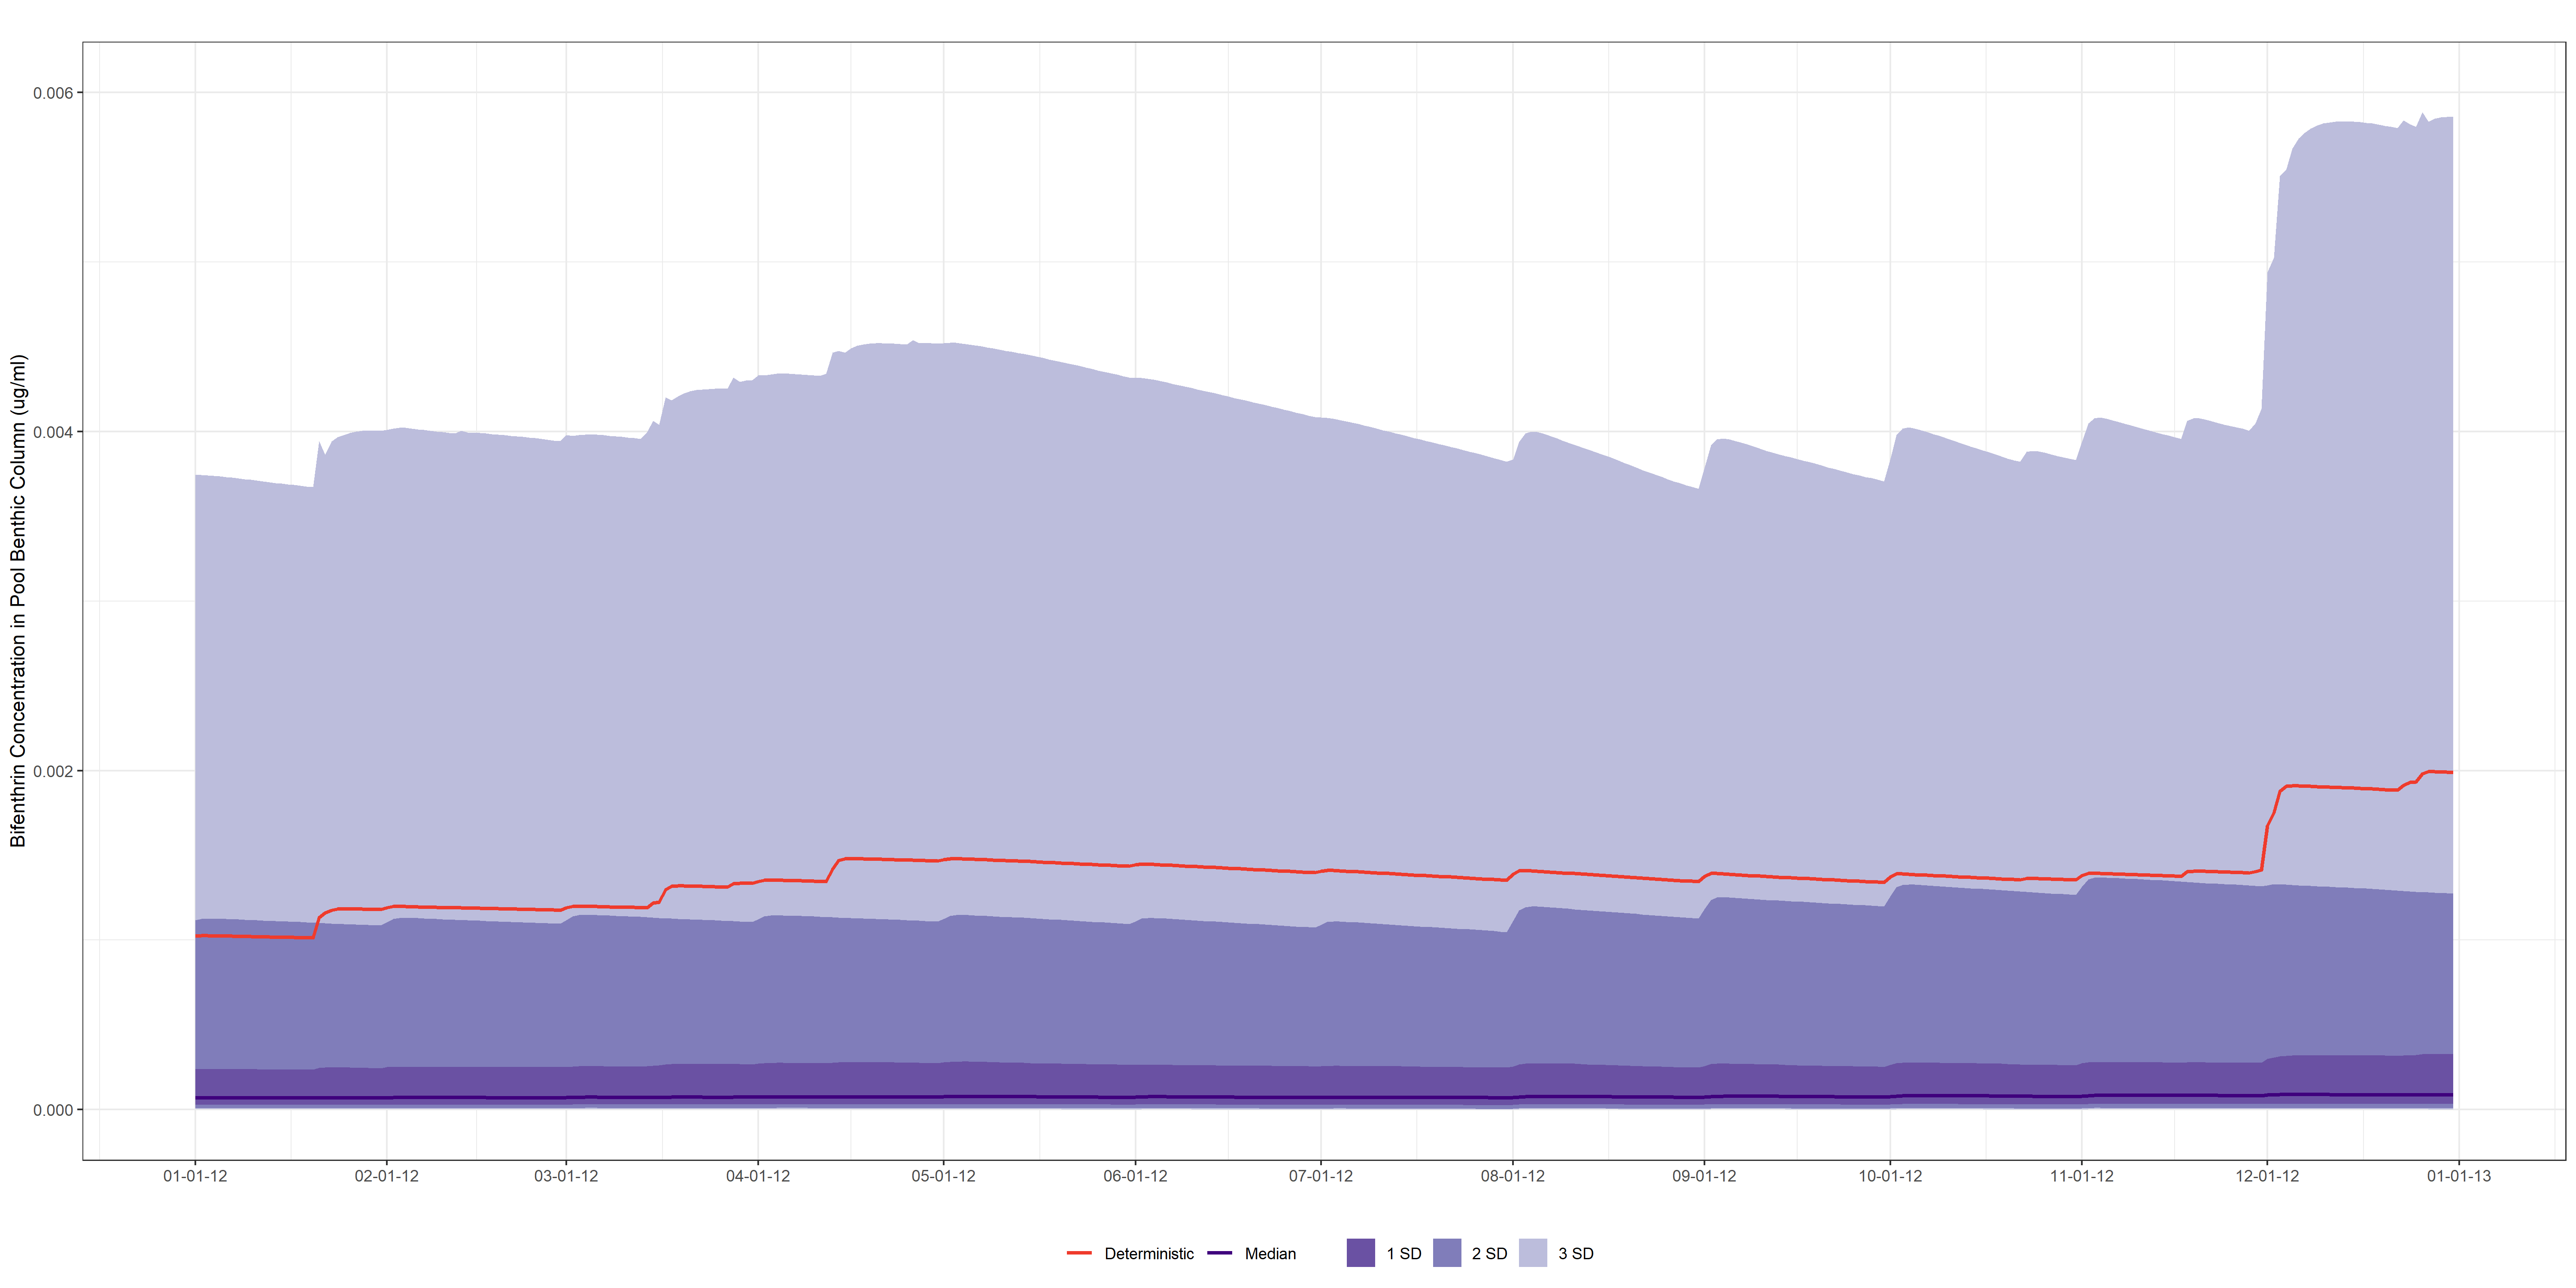 Bifenthrin Concentration in Pool Benthic Column (ug/ml)
0.006
0.004
0.002
0.000
01-01-12 02-01-12 03-01-12 04-01-12 05-01-12 06-01-12 07-01-12 08-01-12 09-01-12 10-01-12 11-01-12 12-01-12 01-01-13
Deterministic Median 1 SD 2 SD 3 SD